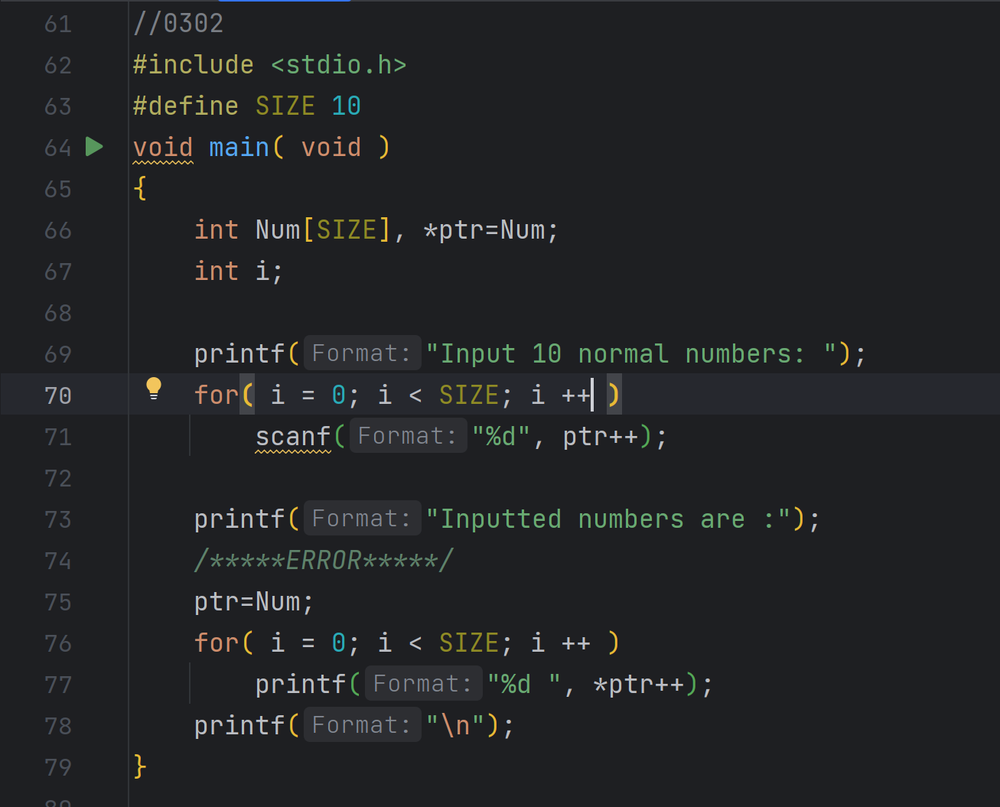 61 //0302
62 #include <stdio.h>
63 #define SIZE 10
64 void main( void )
65 {
66 int Num[SIZE], *ptr=Num;
67 int i;
68
69 printf( Format: "Input 10 normal numbers: ");
70 for( i = 0; i < SIZE; i ++ )
71 scanf( Format: "%d", ptr++);
72
73 printf( Format: "Inputted numbers are :");
74 /*****ERROR*****/
75 ptr=Num;
76 for( i = 0; i < SIZE; i ++ )
77 printf( Format: "%d ", *ptr++);
78 printf( Format: "\n");
79 }
80